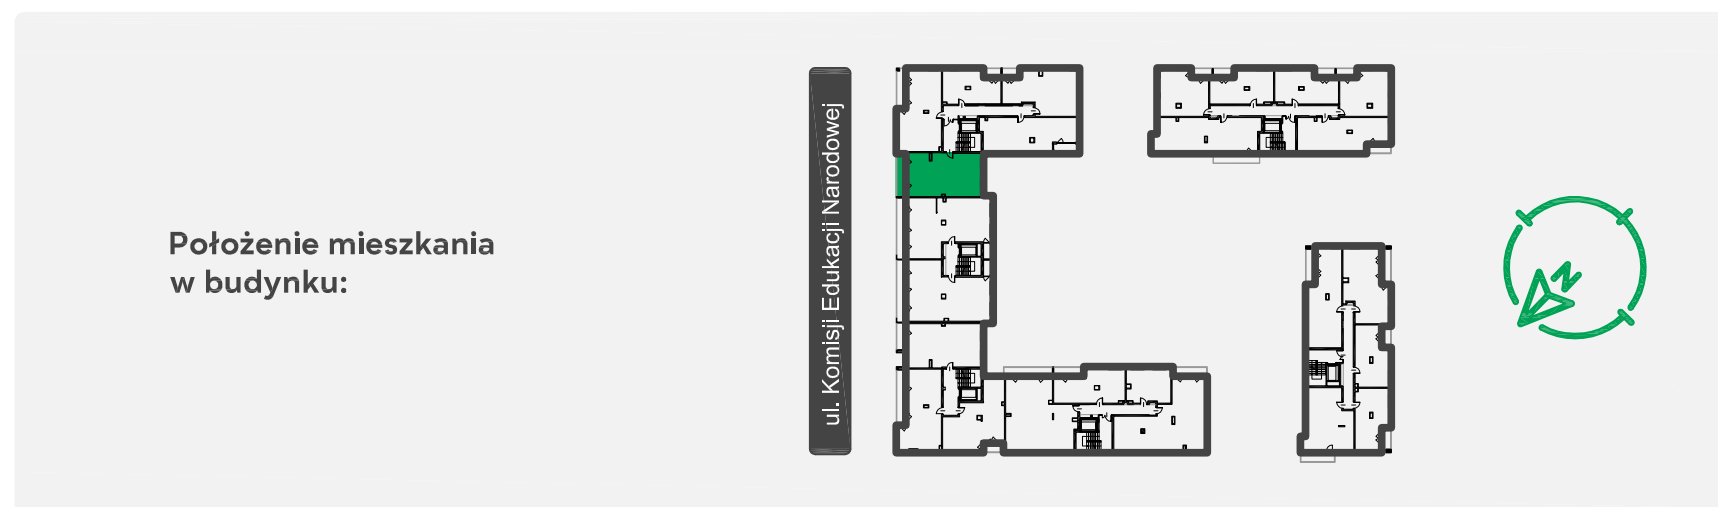 Położenie mieszkania
w budynku:
ul. Komisji Edukacji Narodowej
N